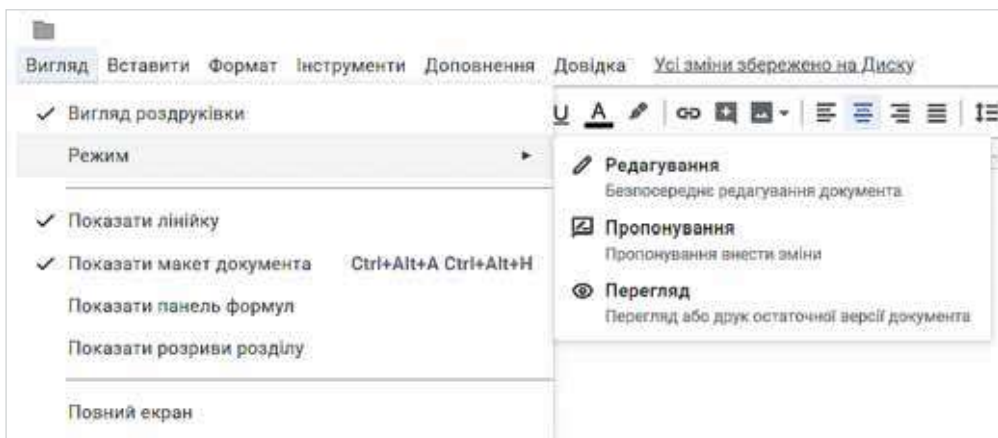 Вигляд Вставити Формат Інструменти Доповнення Довідка Усі зміни збережено на Диску
Вигляд роздруківки
Режим
Показати лінійку
Показати макет документа Ctrl+Alt+A Ctrl+Alt+H
Показати панель формул
Показати розриви розділу
Повний екран
U A
Редагування
Безпосереднє редагування документа
Пропонування
Пропонування внести зміни
Перегляд
Перегляд або друк остаточної версії документа